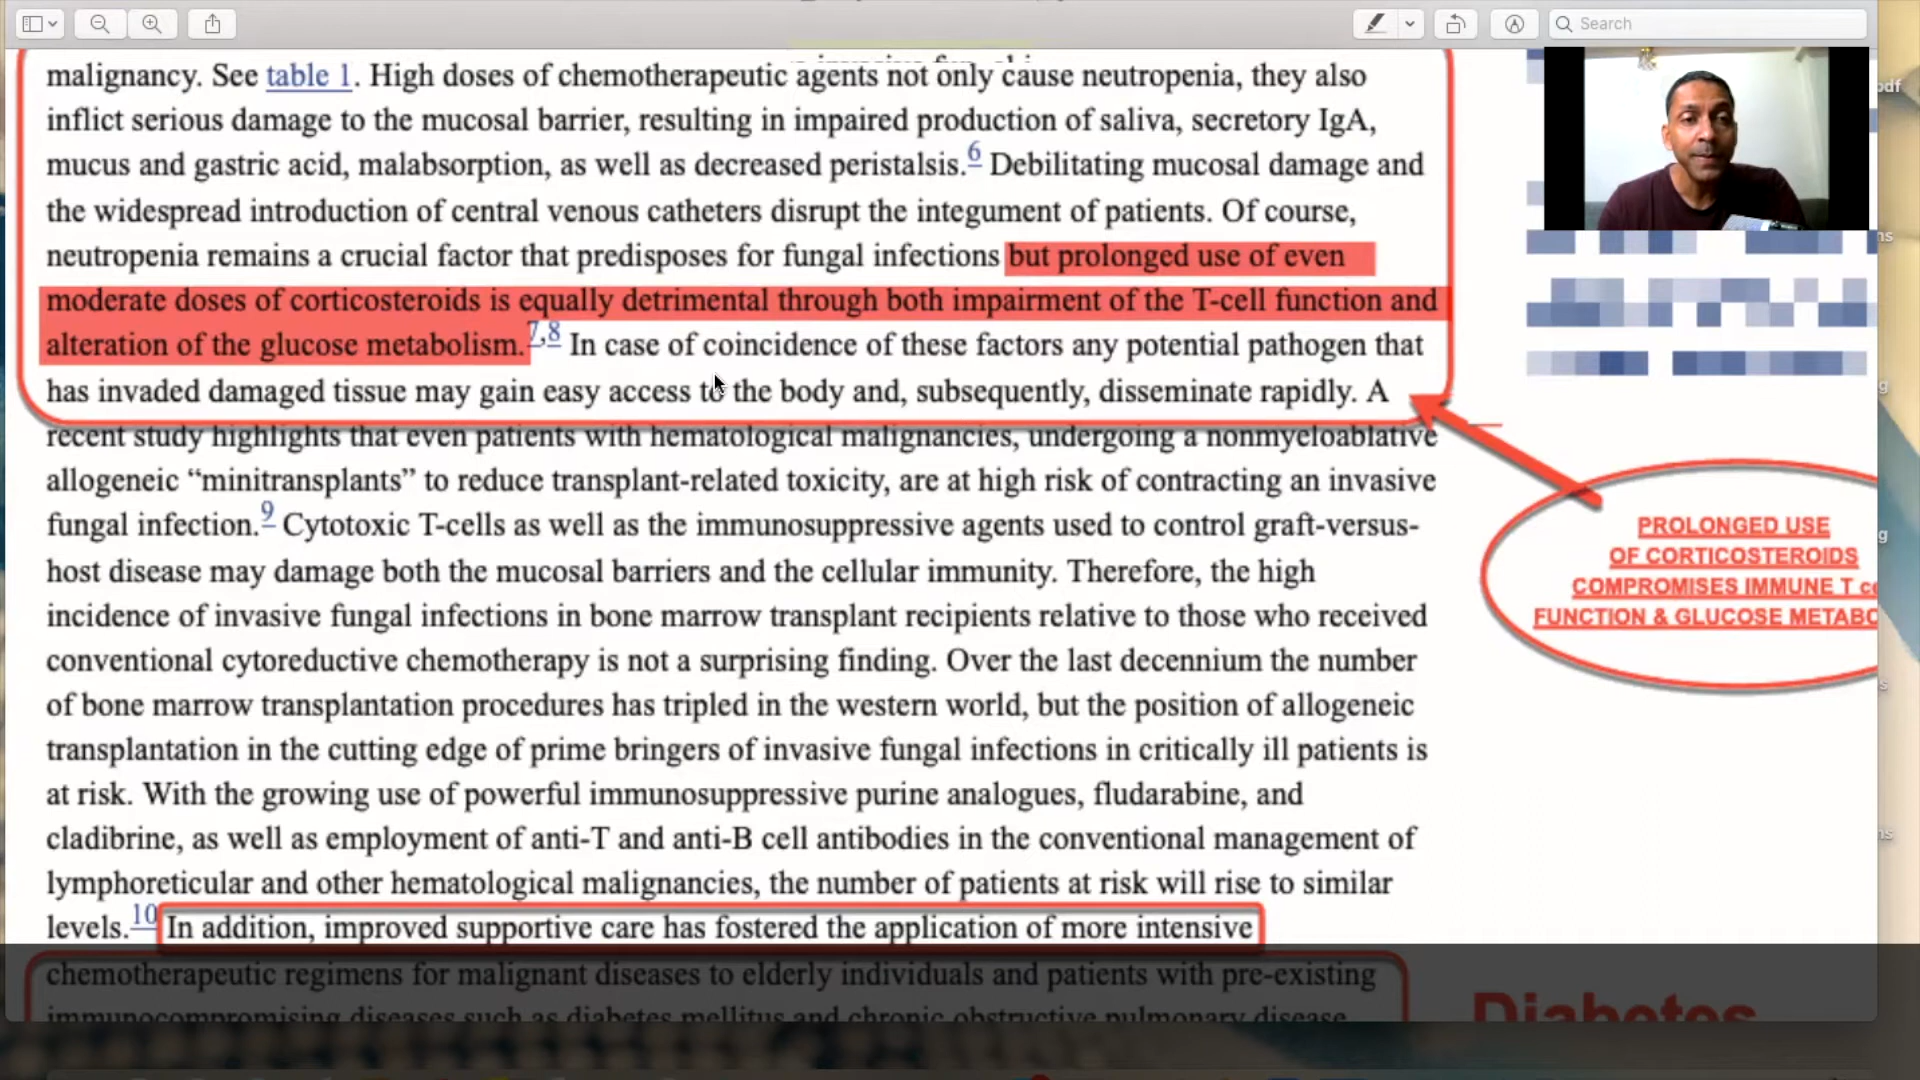 Search
malignancy. See table 1. High doses of chemotherapeutic agents not only cause neutropenia, they also
inflict serious damage to the mucosal barrier, resulting in impaired production of saliva, secretory IgA,
mucus and gastric acid, malabsorption, as well as decreased peristalsis.6 Debilitating mucosal damage and
the widespread introduction of central venous catheters disrupt the integument of patients. Of course,
neutropenia remains a crucial factor that predisposes for fungal infections but prolonged use of even
moderate doses of corticosteroids is equally detrimental through both impairment of the T-cell function and
alteration of the glucose metabolism.7,8 In case of coincidence of these factors any potential pathogen that
has invaded damaged tissue may gain easy access to the body and, subsequently, disseminate rapidly. A
recent study highlights that even patients with hematological malignancies, undergoing a nonmyeloablative
allogeneic “minitransplants” to reduce transplant-related toxicity, are at high risk of contracting an invasive
fungal infection.9 Cytotoxic T-cells as well as the immunosuppressive agents used to control graft-versus-
host disease may damage both the mucosal barriers and the cellular immunity. Therefore, the high
incidence of invasive fungal infections in bone marrow transplant recipients relative to those who received
conventional cytoreductive chemotherapy is not a surprising finding. Over the last decennium the number
of bone marrow transplantation procedures has tripled in the western world, but the position of allogeneic
transplantation in the cutting edge of prime bringers of invasive fungal infections in critically ill patients is
at risk. With the growing use of powerful immunosuppressive purine analogues, fludarabine, and
cladibrine, as well as employment of anti-T and anti-B cell antibodies in the conventional management of
lymphoreticular and other hematological malignancies, the number of patients at risk will rise to similar
levels.10 In addition, improved supportive care has fostered the application of more intensive
chemotherapeutic regimens for malignant diseases to elderly individuals and patients with pre-existing
immunocompromising diseases such as diabetes mellitus and chronic obstructive pulmonary disease
PROLONGED USE
OF CORTICOSTEROIDS
COMPROMISES IMMUNE T ce
FUNCTION & GLUCOSE METABO
Diabetes
pdf